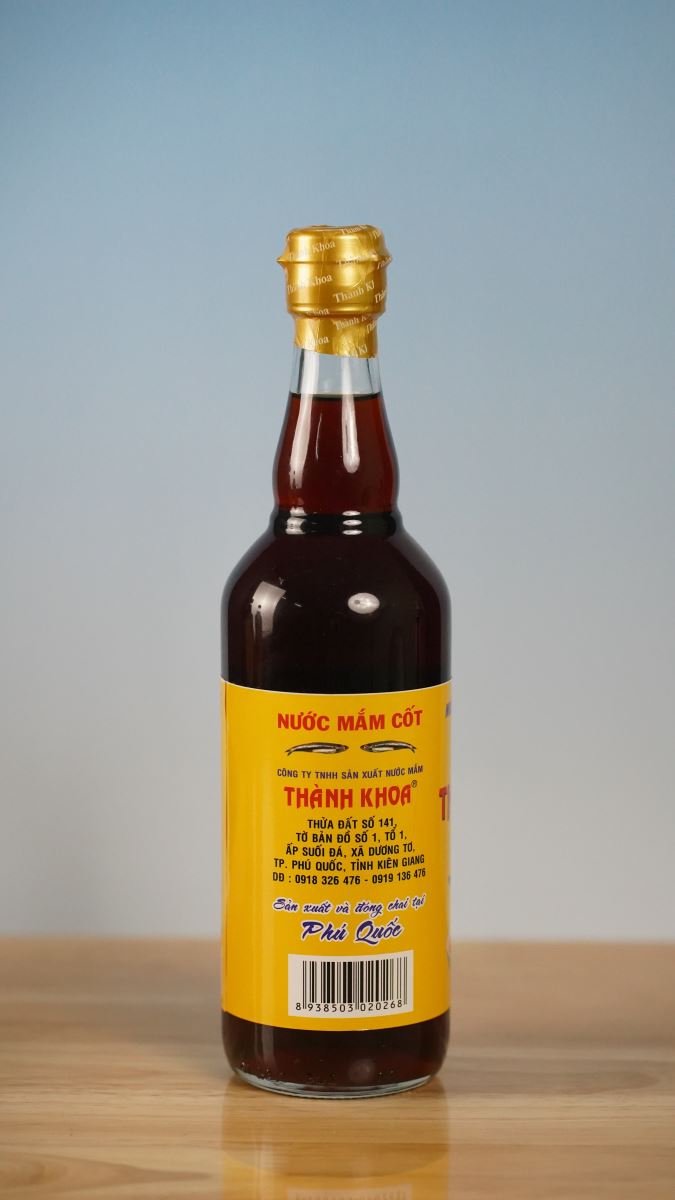 Thành Khoa
NƯỚC MẮM CỐT
CÔNG TY TNHH SẢN XUẤT NƯỚC MẮM
THÀNH KHOA®
THỬA ĐẤT SỐ 141,
TỜ BẢN ĐỒ SỐ 1, TỔ 1,
ẤP SUỐI ĐÁ, XÃ DƯƠNG TƠ,
TP. PHÚ QUỐC, TỈNH KIÊN GIANG
DĐ : 0918 326 476 - 0919 136 476
Sản xuất và đóng chai tại
Phú Quốc
8 938503 020268